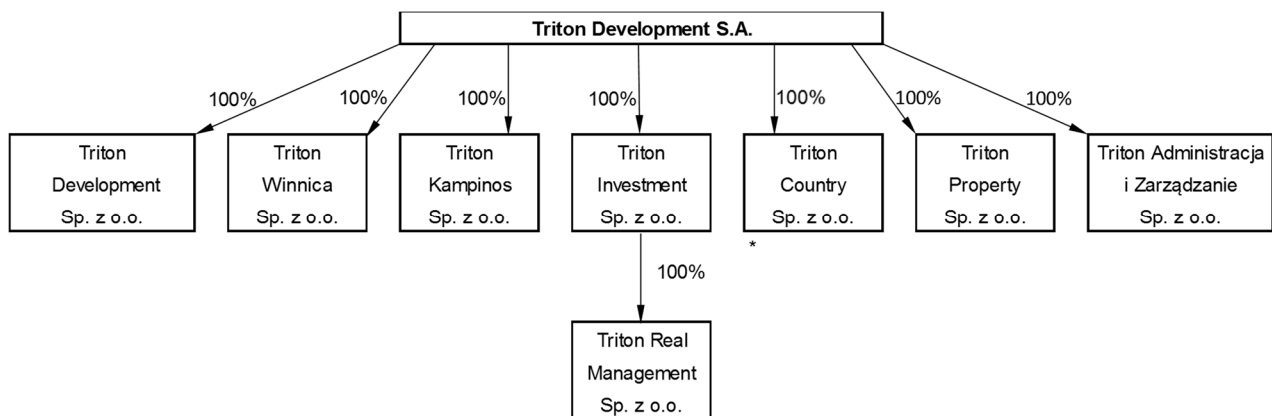 Triton Development S.A.
100%
100%
100%
100%
100%
100%
100%
Triton
Development
Sp. z o.o.
Triton
Winnica
Sp. z o.o.
Triton
Kampinos
Sp. z o.o.
Triton
Investment
Sp. z o.o.
Triton
Country
Sp. z o.o.
Triton
Property
Sp. z o.o.
Triton Administracja
i Zarządzanie
Sp. z o.o.
*
100%
Triton Real
Management
Sp. z o.o.